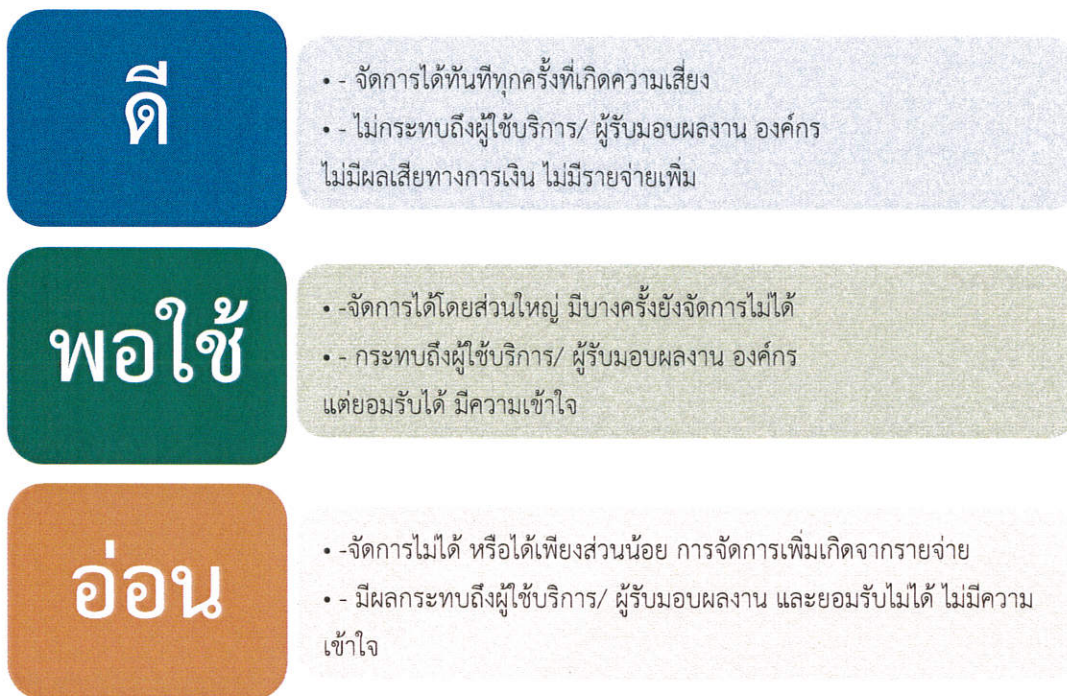 ดี
• - จัดการได้ทันทีทุกครั้งที่เกิดความเสี่ยง
• - ไม่กระทบถึงผู้ใช้บริการ/ ผู้รับมอบผลงาน องค์กร
ไม่มีผลเสียทางการเงิน ไม่มีรายจ่ายเพิ่ม
พอใช้
• -จัดการได้โดยส่วนใหญ่ มีบางครั้งยังจัดการไม่ได้
• - กระทบถึงผู้ใช้บริการ/ ผู้รับมอบผลงาน องค์กร
แต่ยอมรับได้ มีความเข้าใจ
อ่อน
• -จัดการไม่ได้ หรือได้เพียงส่วนน้อย การจัดการเพิ่มเกิดจากรายจ่าย
• - มีผลกระทบถึงผู้ใช้บริการ/ ผู้รับมอบผลงาน และยอมรับไม่ได้ ไม่มีความ
เข้าใจ